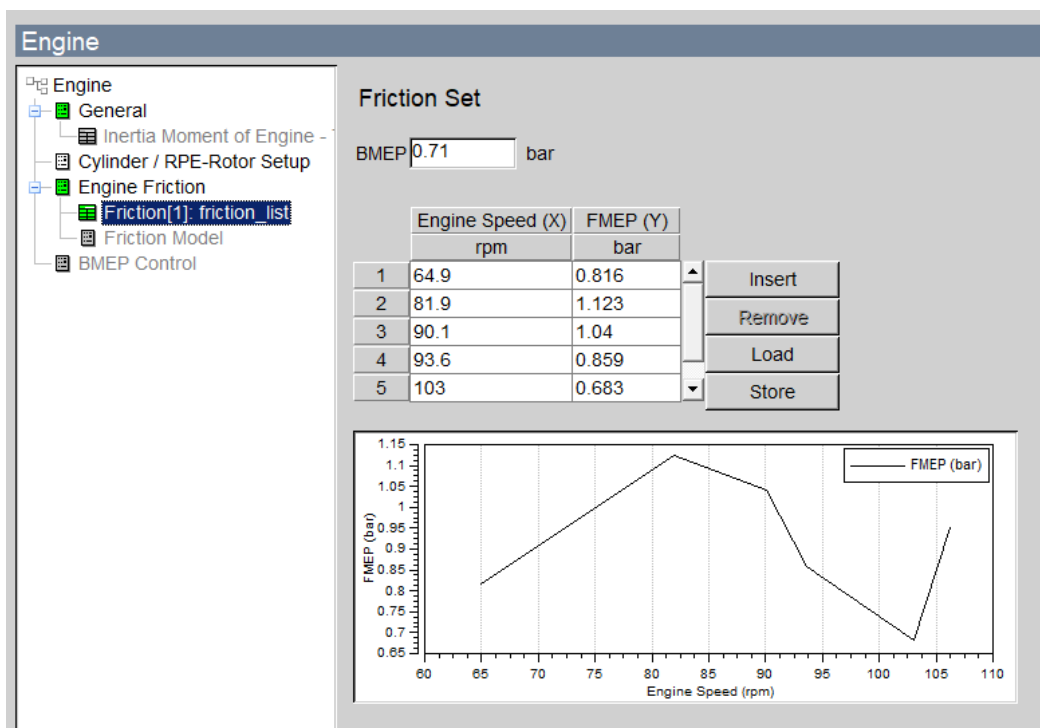 Engine
Engine
General
Inertia Moment of Engine -
Cylinder / RPE-Rotor Setup
Engine Friction
Friction[1]: friction_list
Friction Model
BMEP Control
Friction Set
BMEP 0.71 bar
Engine Speed (X) FMEP (Y)
rpm bar
1 64.9 0.816
2 81.9 1.123
3 90.1 1.04
4 93.6 0.859
5 103 0.683
Insert
Remove
Load
Store
FMEP (bar)
1.15
1.1
1.05
1
0.95
0.9
0.85
0.8
0.75
0.7
0.65
FMEP (bar)
60 65 70 75 80 85 90 95 100 105 110
Engine Speed (rpm)